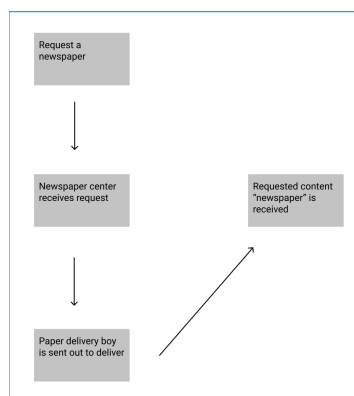 Request a
newspaper
Newspaper center
receives request
Requested content
"newspaper" is
received
Paper delivery boy
is sent out to deliver